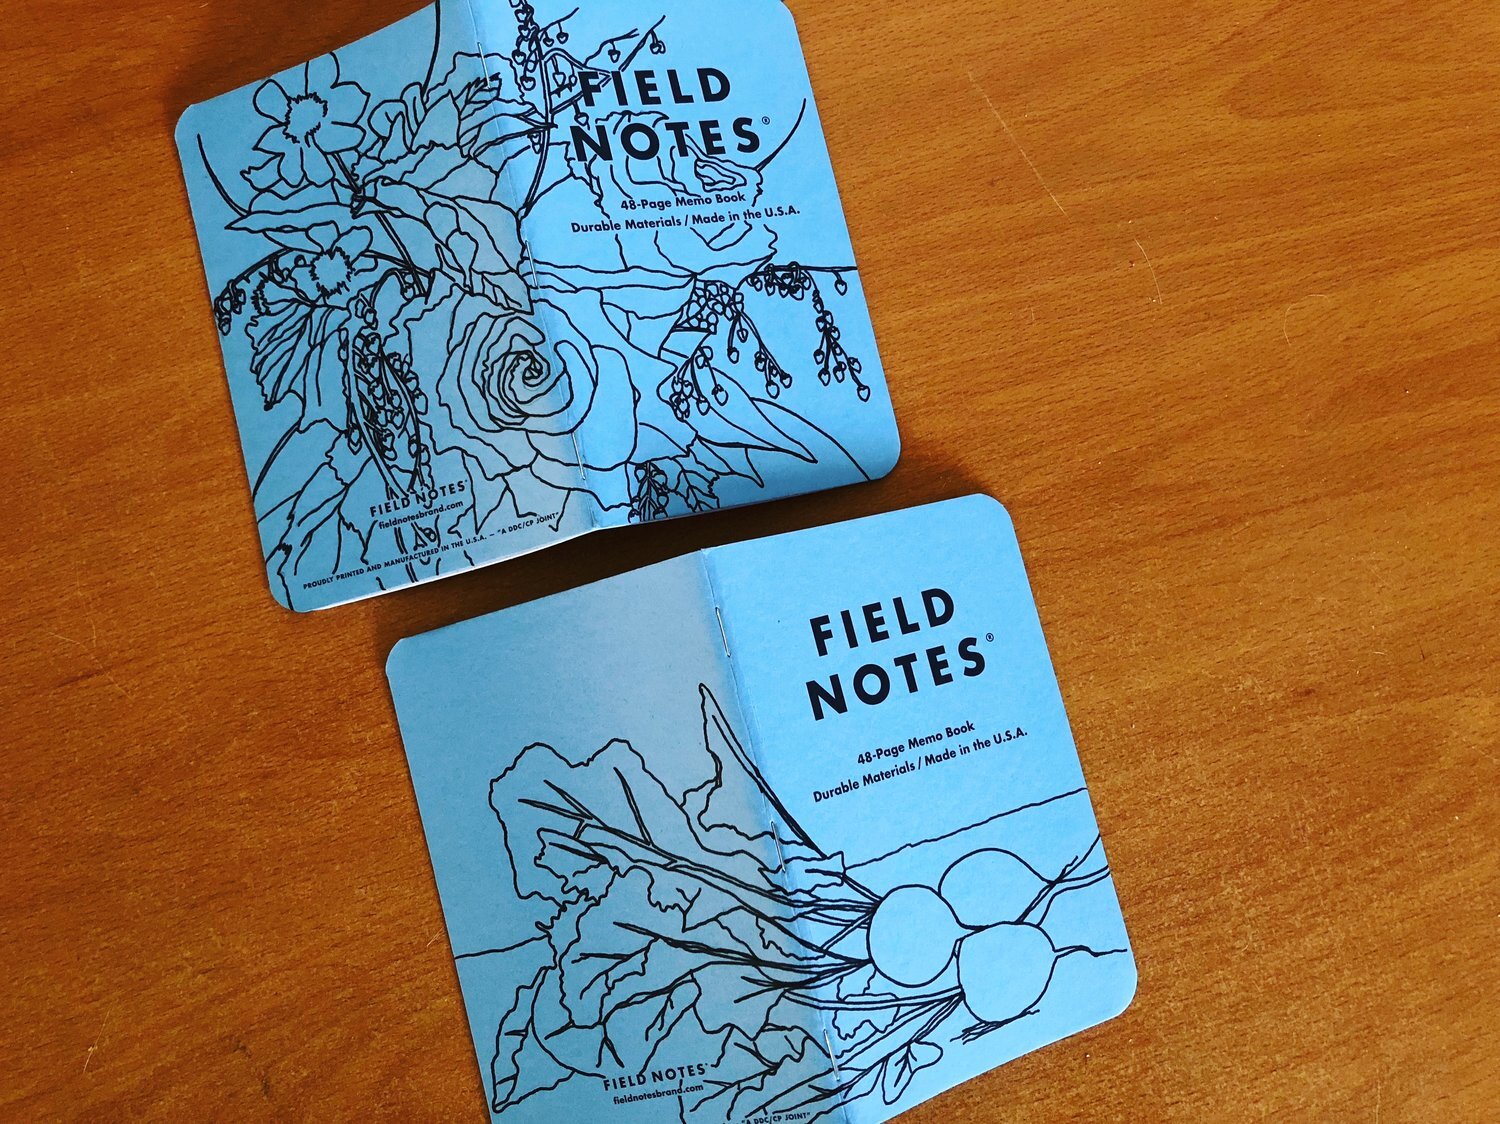 FIELD
NOTES®
48-Page Memo Book
Durable Materials / Made in the U.S.A.
FIELD NOTES®
fieldnotesbrand.com
PROUDLY PRINTED AND MANUFACTURED IN THE U.S.A. — "A DDC/CP JOINT"
FIELD
NOTES®
48-Page Memo Book
Durable Materials / Made in the U.S.A.
FIELD NOTES®
fieldnotesbrand.com
"A DDC/CP JOINT"